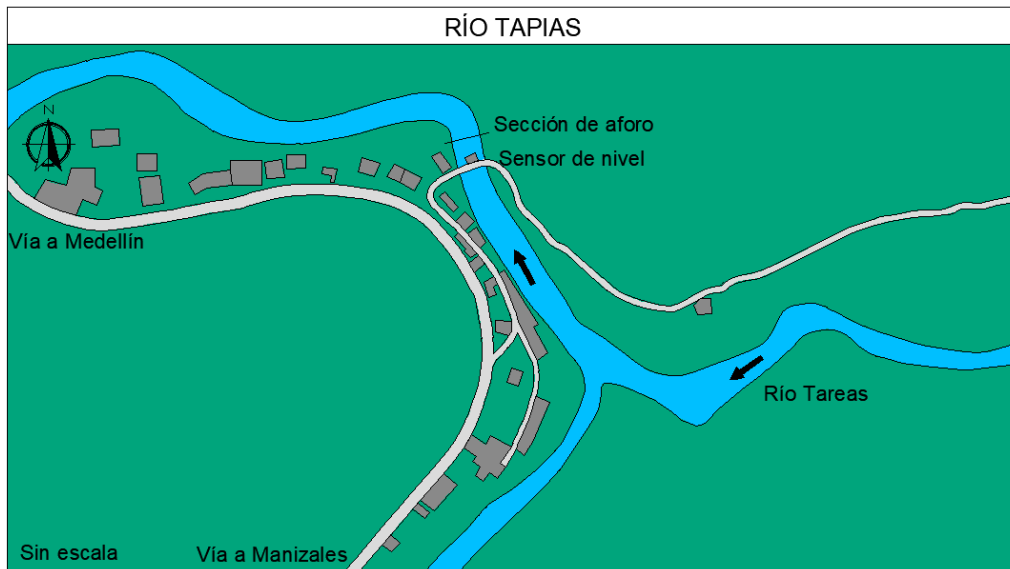 RÍO TAPIAS
N
Sección de aforo
Sensor de nivel
Vía a Medellín
Río Tareas
Sin escala
Vía a Manizales